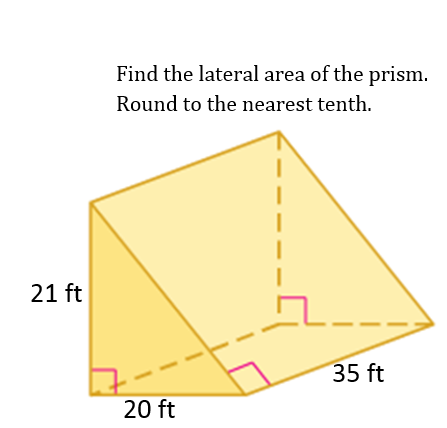 Find the lateral area of the prism.
Round to the nearest tenth.
21 ft
35 ft
20 ft